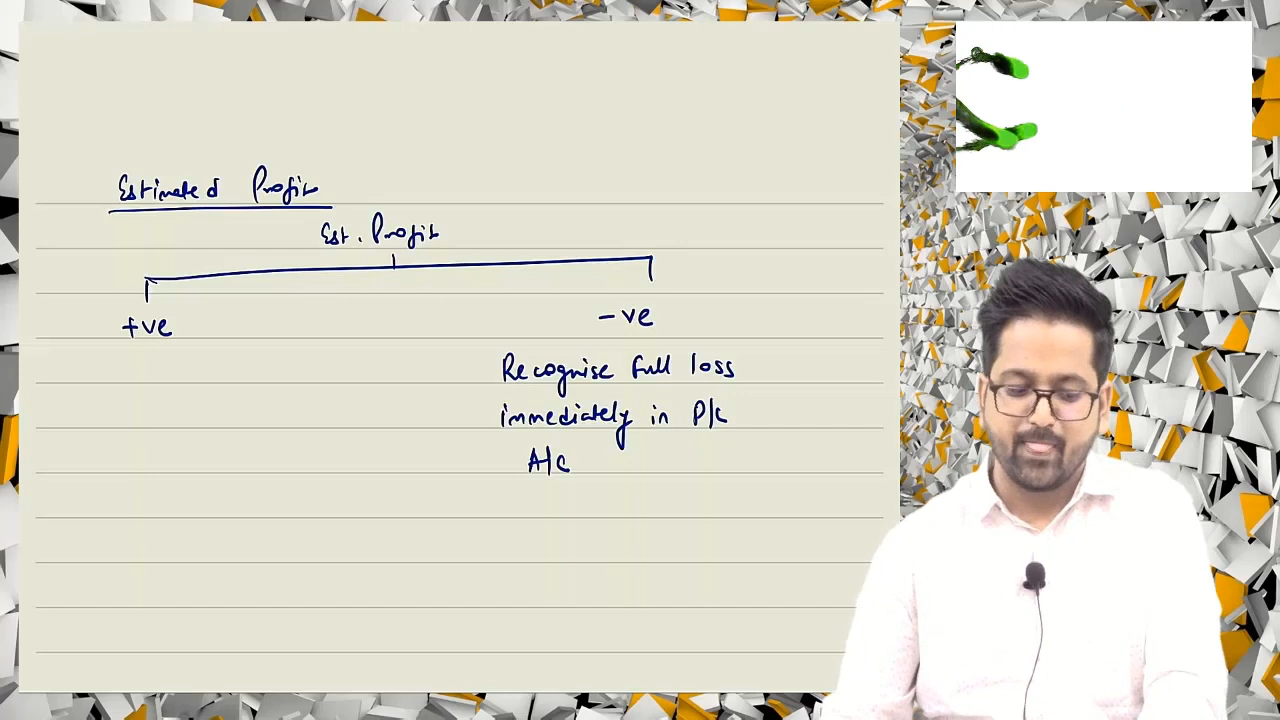 Estimated Profit
Est. Profit
+ve
-ve
Recognise full loss
immediately in P/L
A/c